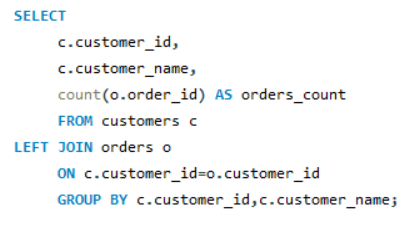 SELECT
c.customer_id,
c.customer_name,
count(o.order_id) AS orders_count
FROM customers c
LEFT JOIN orders o
ON c.customer_id=o.customer_id
GROUP BY c.customer_id,c.customer_name;